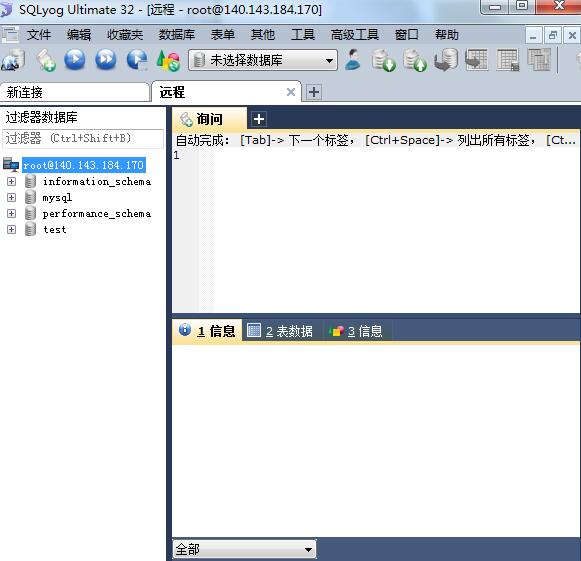 SQLyog Ultimate 32 - [远程 - root@140.143.184.170]
文件 编辑 收藏夹 数据库 表单 其他 工具 高级工具 窗口 帮助
未选择数据库
新连接 远程
过滤器数据库
过滤器 (Ctrl+Shift+B)
root@140.143.184.170
information_schema
mysql
performance_schema
test
询问
自动完成: [Tab]-> 下一个标签, [Ctrl+Space]-> 列出所有标签, [Ct...
1
1 信息 2 表数据 3 信息
全部